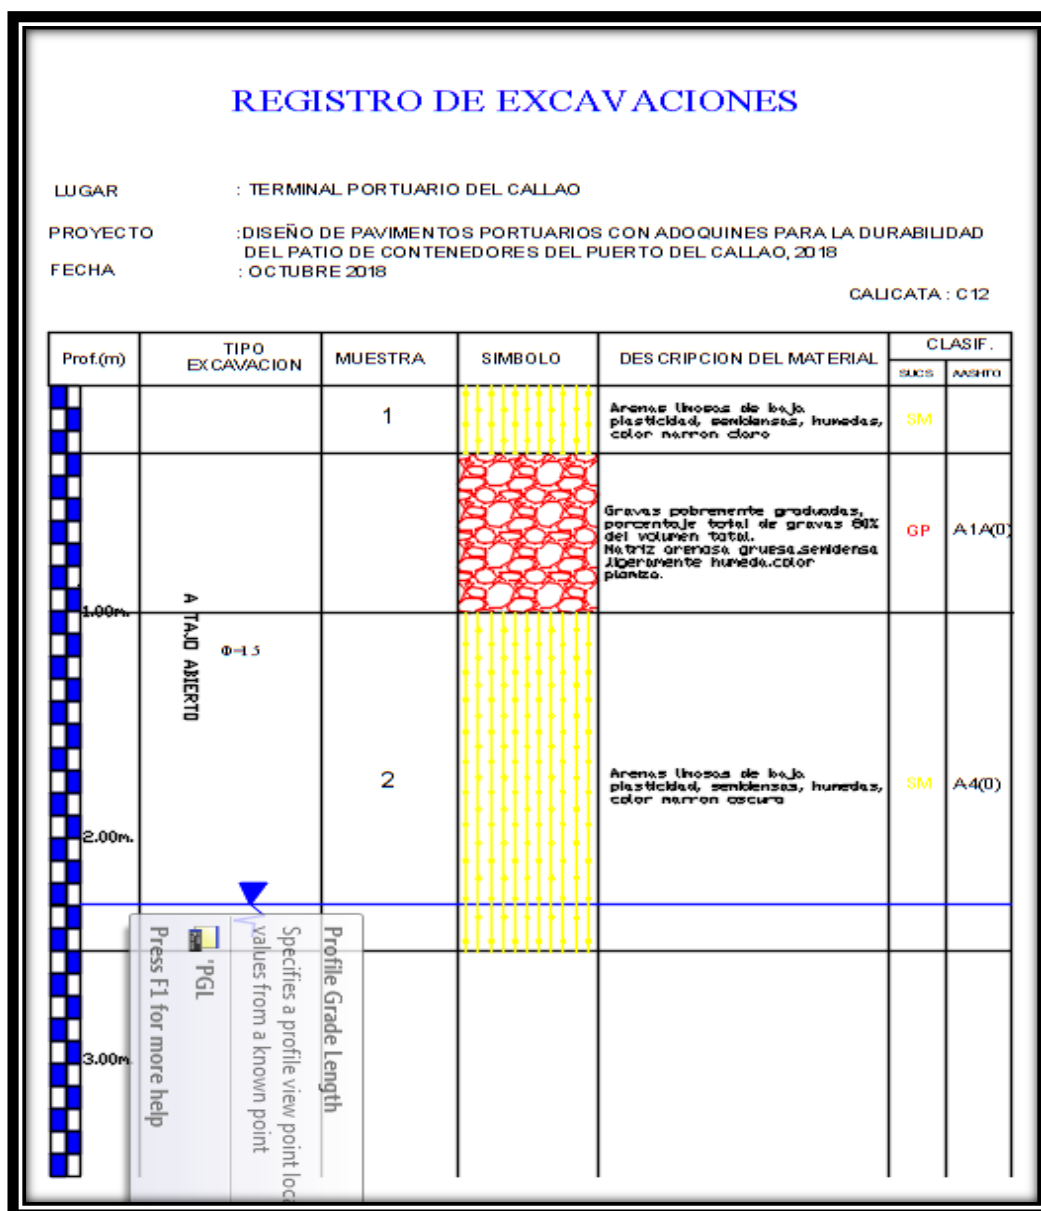 REGISTRO DE EXCAVACIONES
LUGAR : TERMINAL PORTUARIO DEL CALLAO
PROYECTO :DISEÑO DE PAVIMENTOS PORTUARIOS CON ADOQUINES PARA LA DURABILIDAD
DEL PATIO DE CONTENEDORES DEL PUERTO DEL CALLAO, 2018
FECHA : OCTUBRE 2018
CALICATA : C12
Prof.(m) TIPO EXCAVACION MUESTRA SIMBOLO DESCRIPCION DEL MATERIAL CLASIF.
SUCS AASHTO
1
Arenas limosas de baja
plasticidad, semidensas, humedas,
color marron claro
SM
Gravas pobremente graduadas,
porcentaje total de gravas 80%
del volumen total.
Matriz arenosa gruesa,semidensa
,ligeramente humeda,color
plomizo.
GP A1A(0)
1.00m.
A TAJO ABIERTO
Φ=1.5
2
Arenas limosas de baja
plasticidad, semidensas, humedas,
color marron oscuro
SM A4(0)
2.00m.
3.00m
Profile Grade Length
Specifies a profile view point loc
values from a known point
'PGL
Press F1 for more help